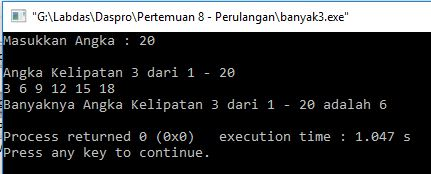 "G:\Labdas\Daspro\Pertemuan 8 - Perulangan\banyak3.exe"
Masukkan Angka : 20
Angka Kelipatan 3 dari 1 - 20
3 6 9 12 15 18
Banyaknya Angka Kelipatan 3 dari 1 - 20 adalah 6
Process returned 0 (0x0)   execution time : 1.047 s
Press any key to continue.